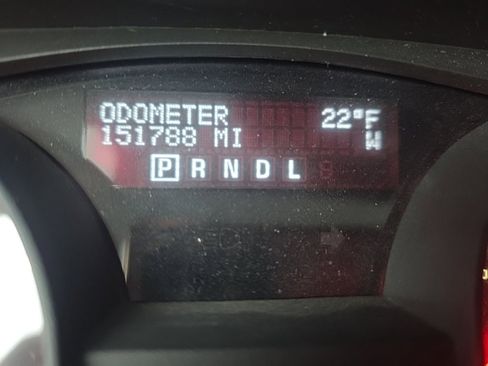 ODOMETER 22°F
151788 MI W
P R N D L